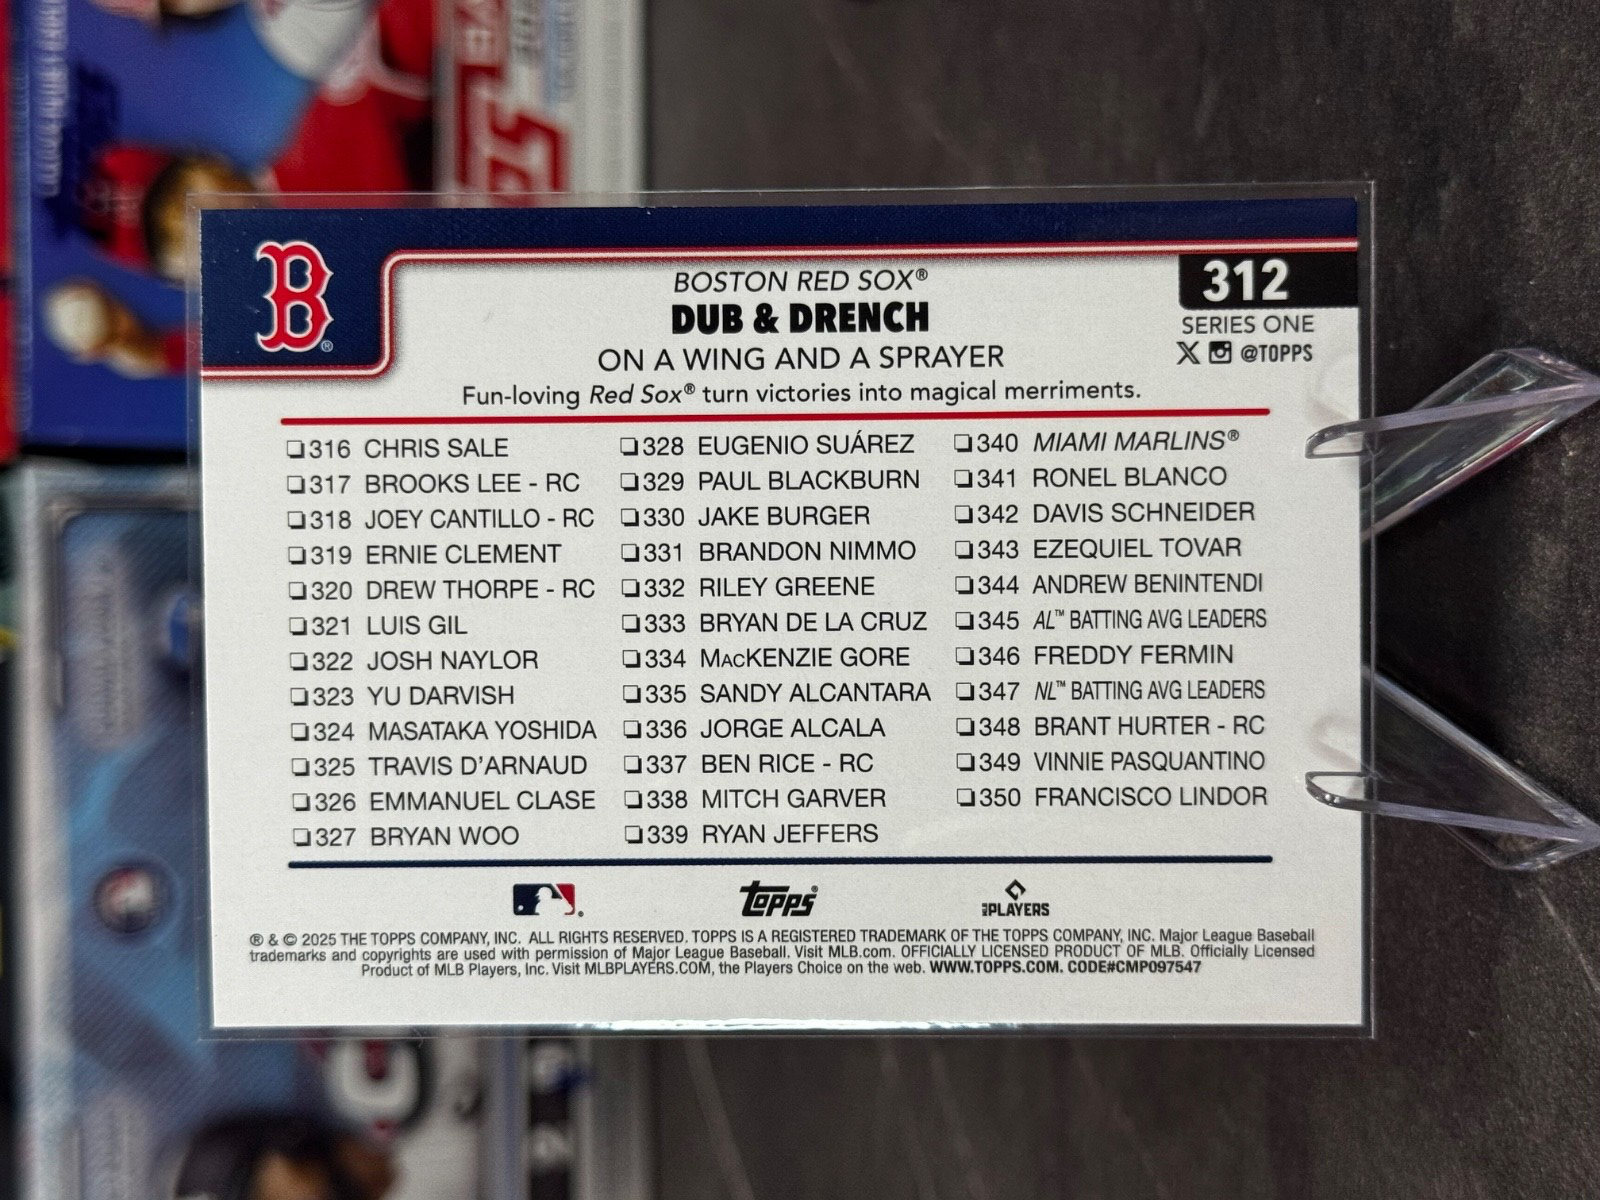 BOSTON RED SOX®
DUB & DRENCH
ON A WING AND A SPRAYER
Fun-loving Red Sox® turn victories into magical merriments.
312
SERIES ONE
@TOPPS
B®
❏316 CHRIS SALE
❏317 BROOKS LEE - RC
❏318 JOEY CANTILLO - RC
❏319 ERNIE CLEMENT
❏320 DREW THORPE - RC
❏321 LUIS GIL
❏322 JOSH NAYLOR
❏323 YU DARVISH
❏324 MASATAKA YOSHIDA
❏325 TRAVIS D'ARNAUD
❏326 EMMANUEL CLASE
❏327 BRYAN WOO
❏328 EUGENIO SUÁREZ
❏329 PAUL BLACKBURN
❏330 JAKE BURGER
❏331 BRANDON NIMMO
❏332 RILEY GREENE
❏333 BRYAN DE LA CRUZ
❏334 MACKENZIE GORE
❏335 SANDY ALCANTARA
❏336 JORGE ALCALA
❏337 BEN RICE - RC
❏338 MITCH GARVER
❏339 RYAN JEFFERS
❏340 MIAMI MARLINS®
❏341 RONEL BLANCO
❏342 DAVIS SCHNEIDER
❏343 EZEQUIEL TOVAR
❏344 ANDREW BENINTENDI
❏345 AL™ BATTING AVG LEADERS
❏346 FREDDY FERMIN
❏347 NL™ BATTING AVG LEADERS
❏348 BRANT HURTER - RC
❏349 VINNIE PASQUANTINO
❏350 FRANCISCO LINDOR
Topps®
MLB PLAYERS
® & © 2025 THE TOPPS COMPANY, INC. ALL RIGHTS RESERVED. TOPPS IS A REGISTERED TRADEMARK OF THE TOPPS COMPANY, INC. Major League Baseball
trademarks and copyrights are used with permission of Major League Baseball. Visit MLB.com. OFFICIALLY LICENSED PRODUCT OF MLB. Officially Licensed
Product of MLB Players, Inc. Visit MLBPLAYERS.COM, the Players Choice on the web. WWW.TOPPS.COM. CODE#CMP097547